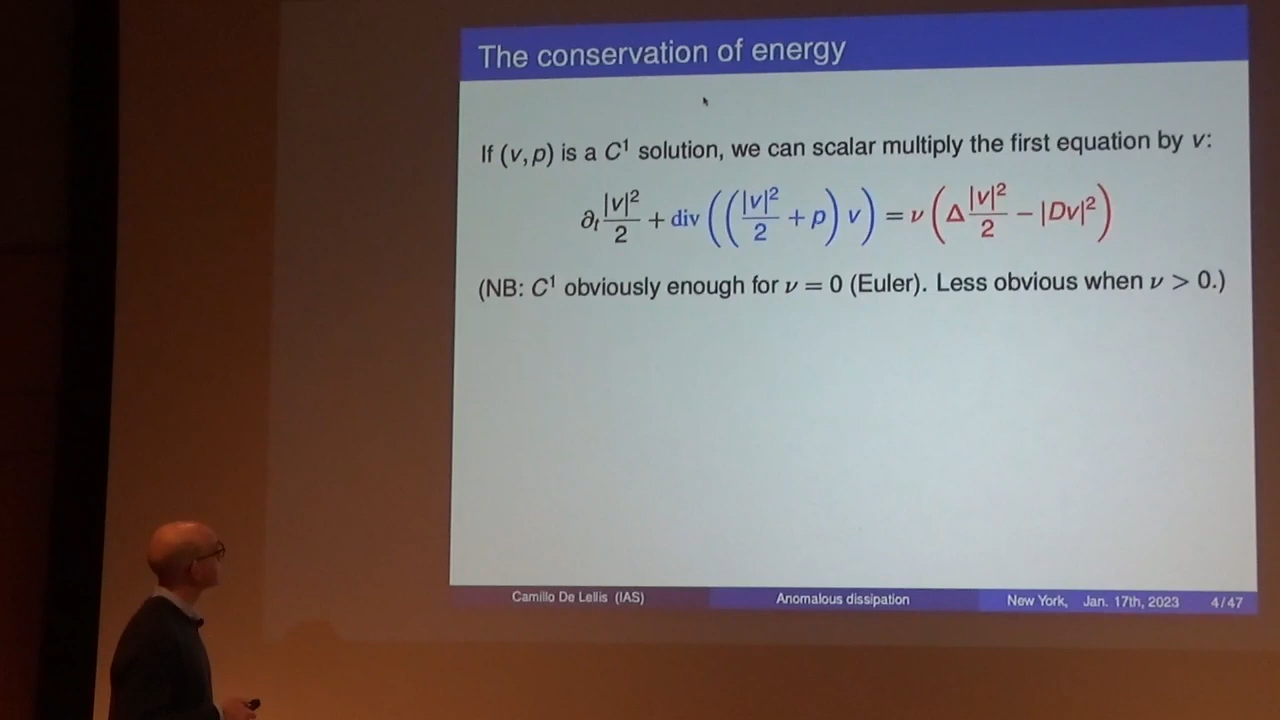 The conservation of energy
If (v, p) is a C¹ solution, we can scalar multiply the first equation by v:
∂ₜ |v|²/2 + div ((|v|²/2 + p) v) = ν (Δ |v|²/2 − |Dv|²)
(NB: C¹ obviously enough for ν = 0 (Euler). Less obvious when ν > 0.)
Camillo De Lellis (IAS) Anomalous dissipation New York, Jan. 17th, 2023 4/47